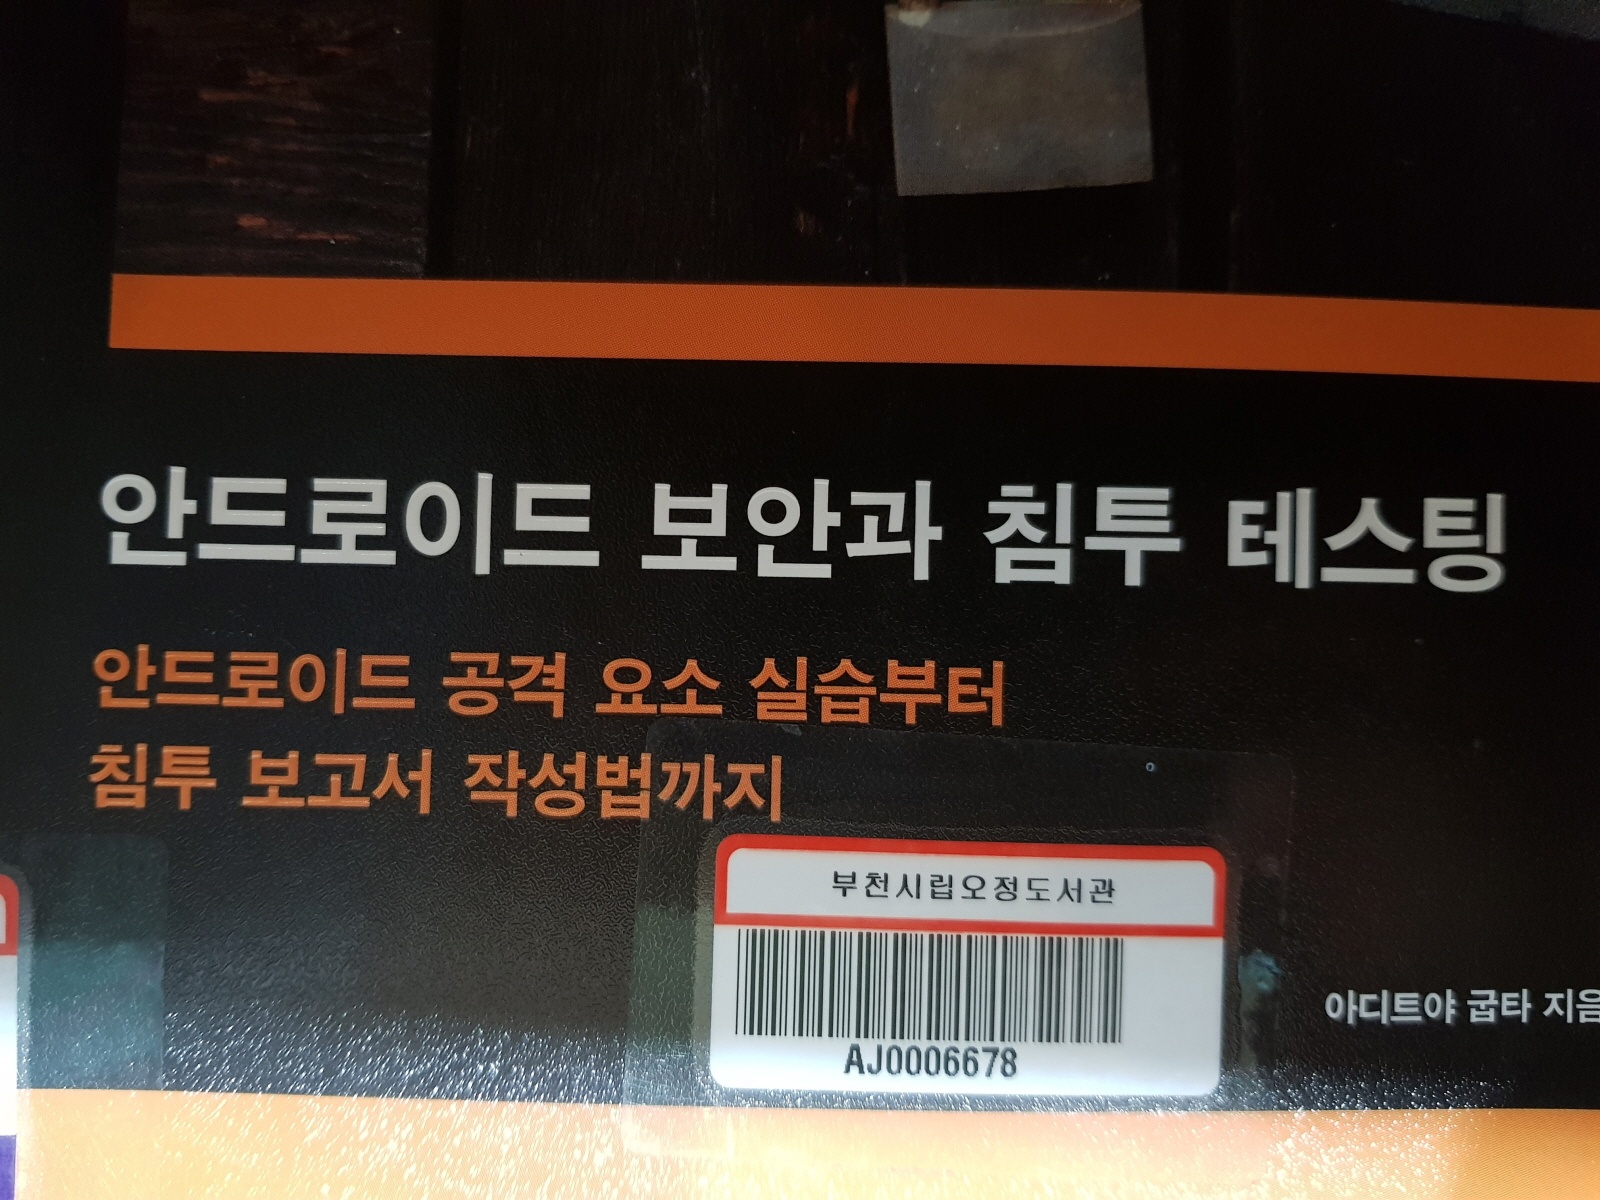 안드로이드 보안과 침투 테스팅
안드로이드 공격 요소 실습부터
침투 보고서 작성법까지
부천시립오정도서관
AJ0006678
아디트야 굽타 지음